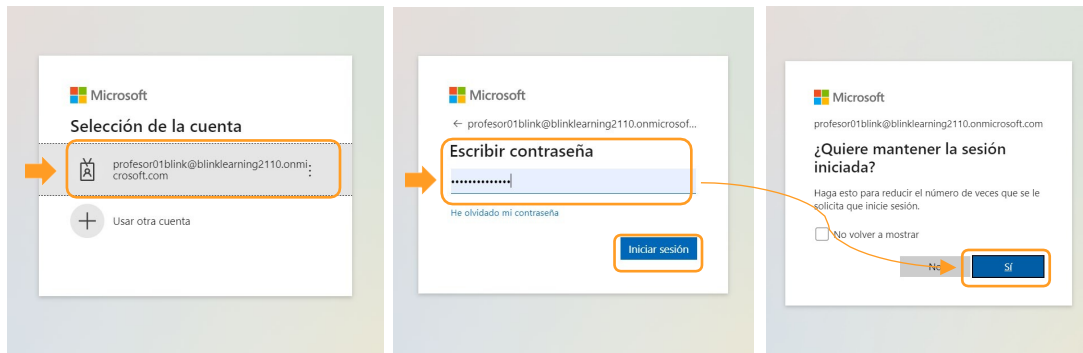 Microsoft
Selección de la cuenta
profesor01blink@blinklearning2110.onmi
crosoft.com
Usar otra cuenta
Microsoft
profesor01blink@blinklearning2110.onmicrosof...
Escribir contraseña
••••••••••••••
He olvidado mi contraseña
Iniciar sesión
Microsoft
profesor01blink@blinklearning2110.onmicrosoft.com
¿Quiere mantener la sesión
iniciada?
Haga esto para reducir el número de veces que se le
solicita que inicie sesión.
No volver a mostrar
No
Sí